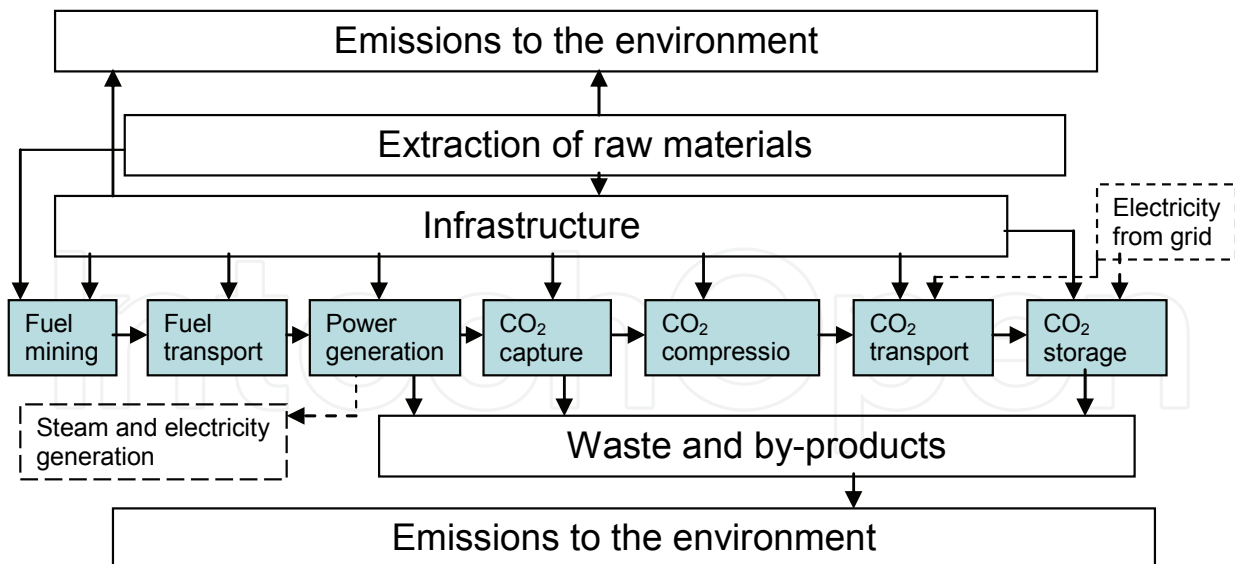 Emissions to the environment
Extraction of raw materials
Infrastructure
Electricity
from grid
Fuel
mining
Fuel
transport
Power
generation
CO₂
capture
CO₂
compressio
CO₂
transport
CO₂
storage
Steam and electricity
generation
Waste and by-products
Emissions to the environment
IntechOpen